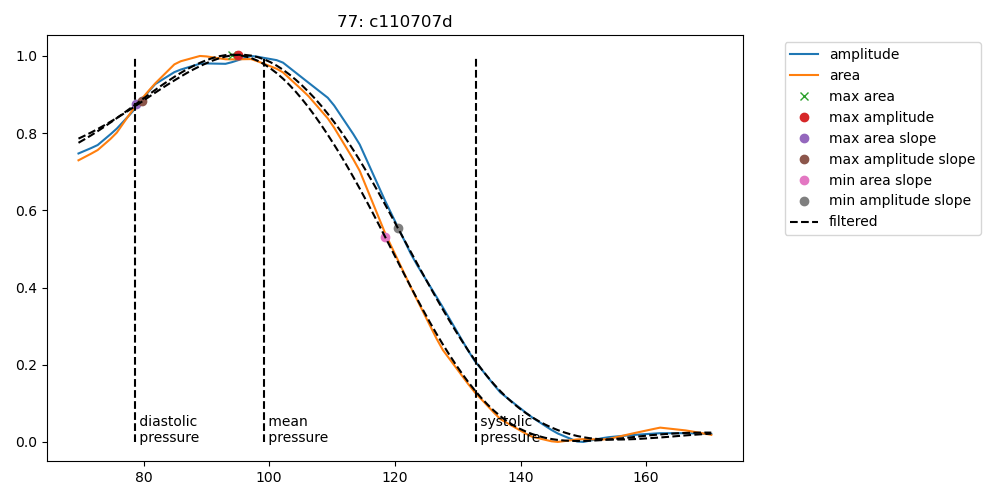 77: c110707d
1.0
0.8
0.6
0.4
0.2
0.0
80
100
120
140
160
diastolic
pressure
mean
pressure
systolic
pressure
amplitude
area
max area
max amplitude
max area slope
max amplitude slope
min area slope
min amplitude slope
filtered